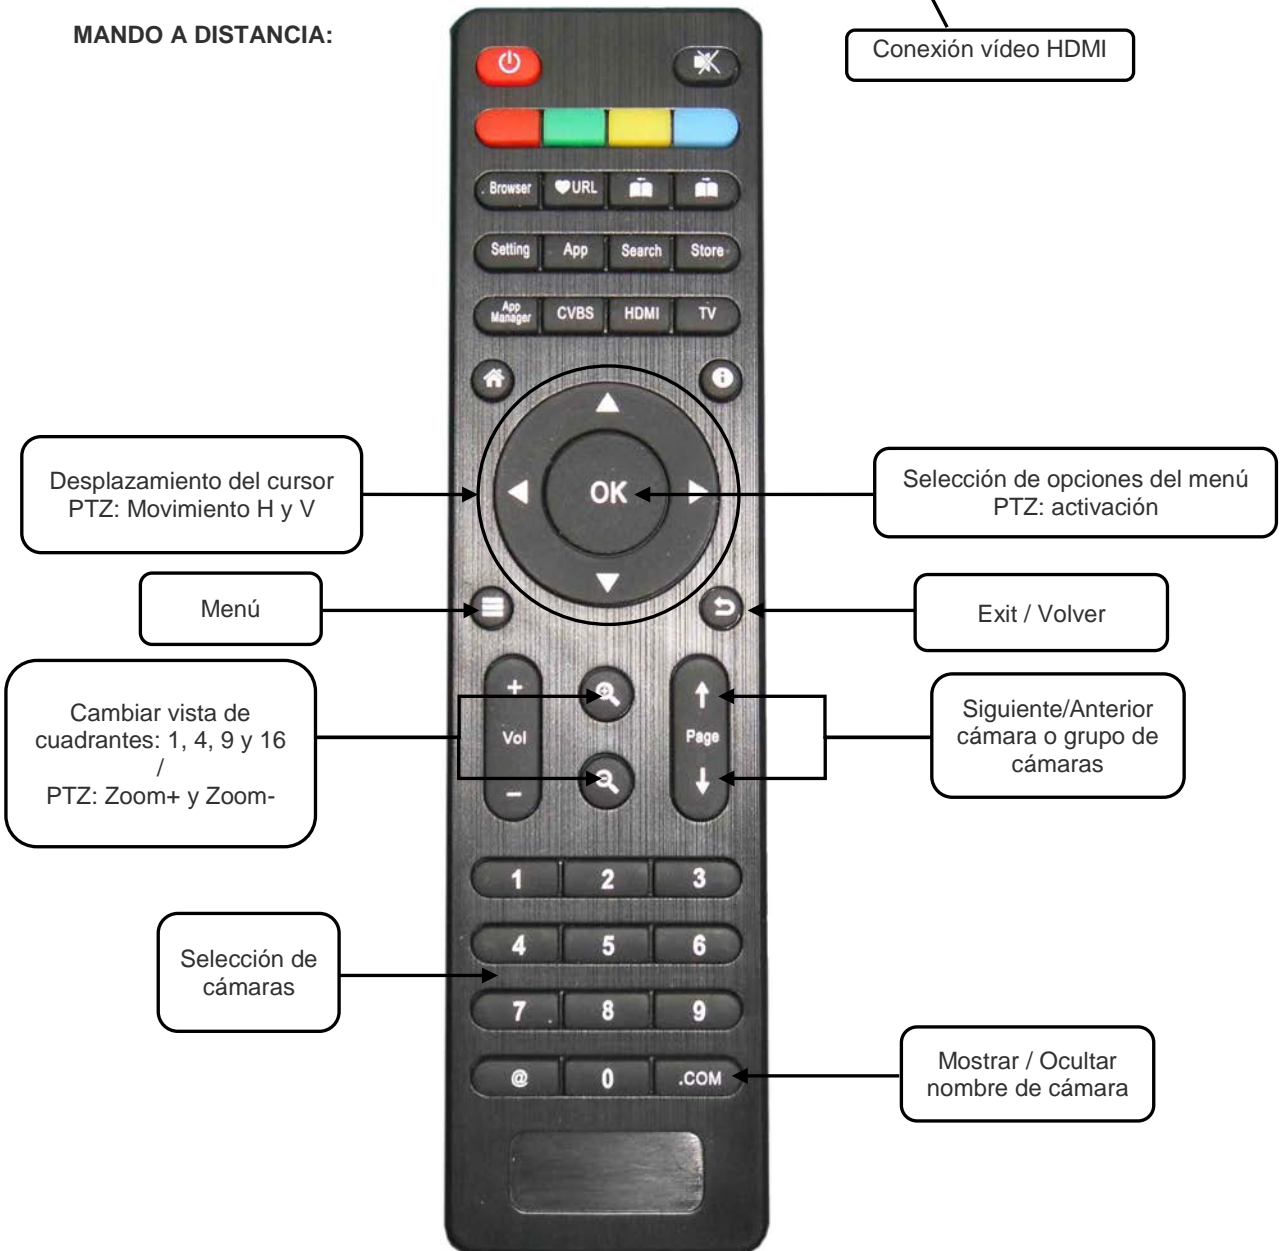 MANDO A DISTANCIA:
Conexión vídeo HDMI
Browser URL
Setting App Search Store
App
Manager CVBS HDMI TV
Desplazamiento del cursor
PTZ: Movimiento H y V
OK
Selección de opciones del menú
PTZ: activación
Menú
Exit / Volver
Cambiar vista de
cuadrantes: 1, 4, 9 y 16
/
PTZ: Zoom+ y Zoom-
+
Vol
-
Page
Siguiente/Anterior
cámara o grupo de
cámaras
1 2 3
4 5 6
7 8 9
@ 0 .COM
Selección de
cámaras
Mostrar / Ocultar
nombre de cámara